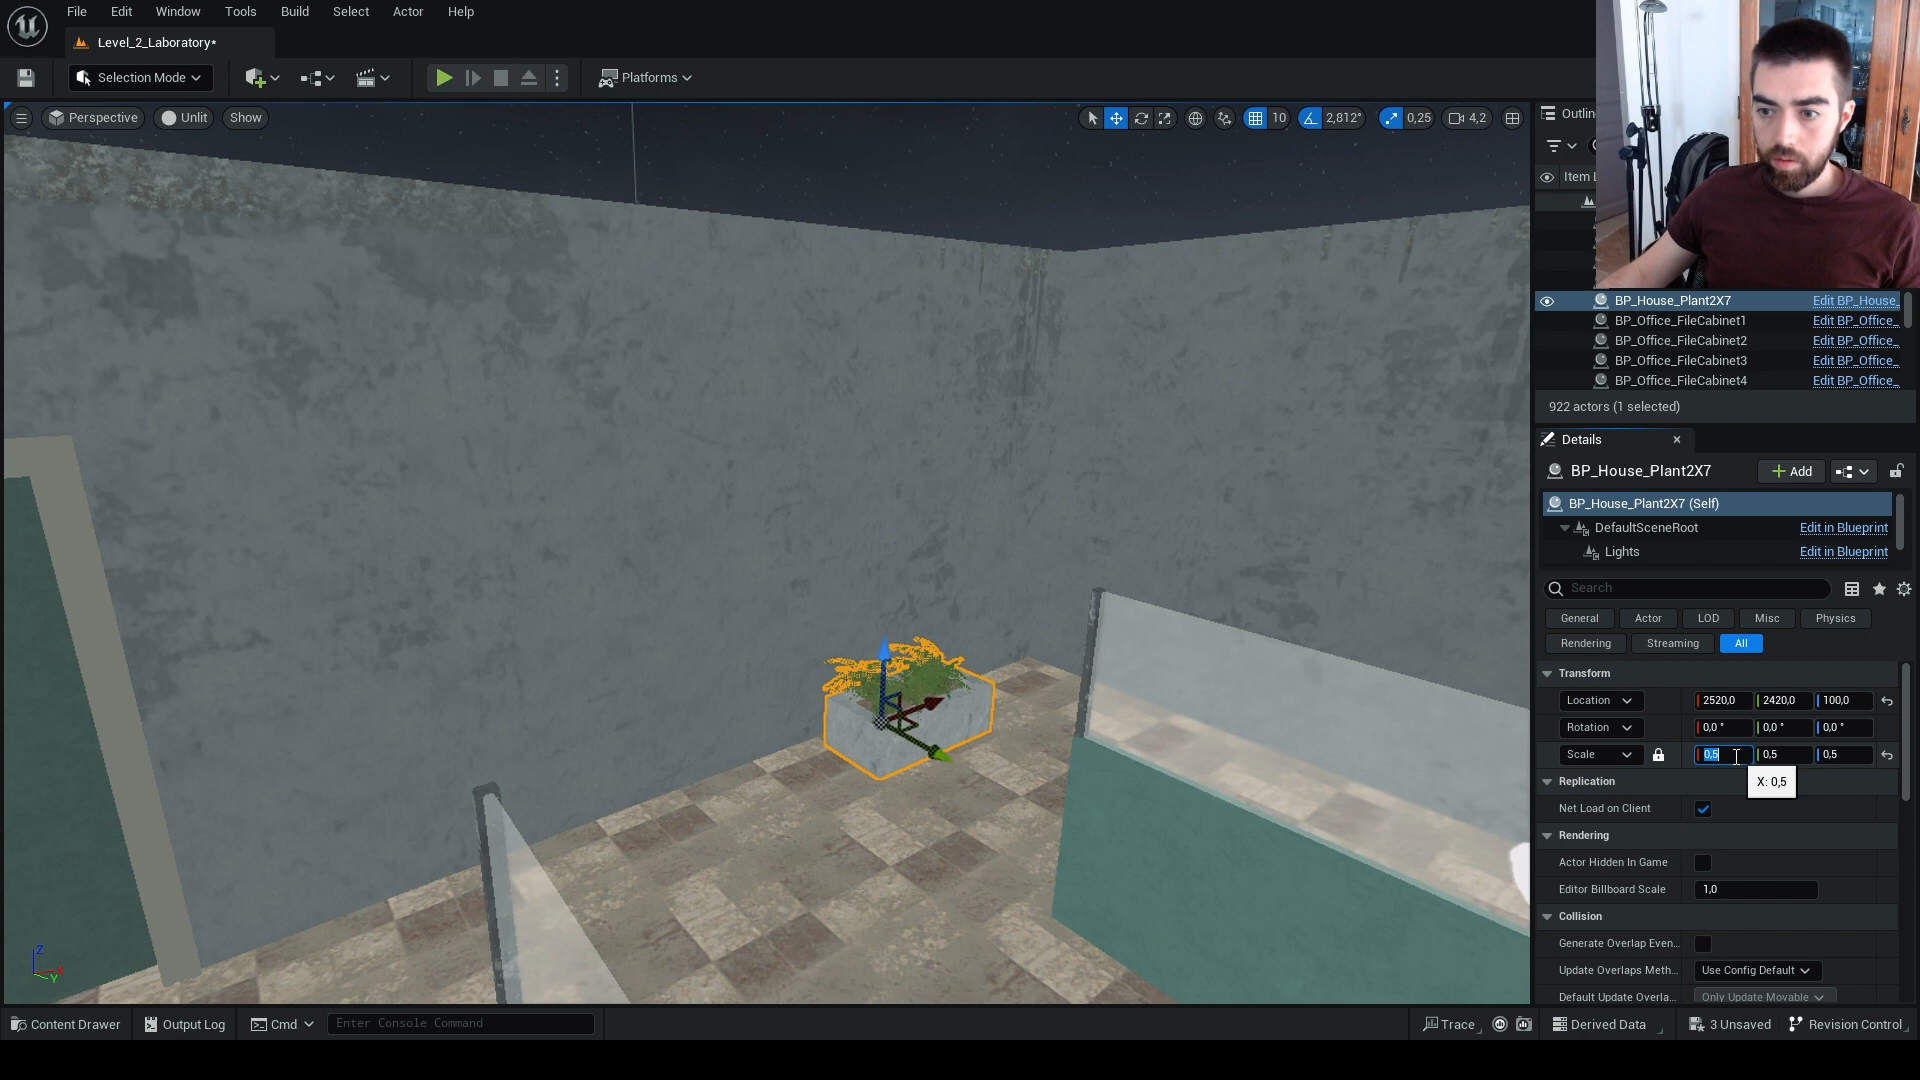 File Edit Window Tools Build Select Actor Help
Level_2_Laboratory*
Selection Mode
Platforms
Perspective Unlit Show
10 2,812° 0,25 4,2
Outlin
Item L
BP_House_Plant2X7 Edit BP_House_
BP_Office_FileCabinet1 Edit BP_Office_
BP_Office_FileCabinet2 Edit BP_Office_
BP_Office_FileCabinet3 Edit BP_Office_
BP_Office_FileCabinet4 Edit BP_Office_
922 actors (1 selected)
Details
BP_House_Plant2X7 + Add
BP_House_Plant2X7 (Self)
DefaultSceneRoot Edit in Blueprint
Lights Edit in Blueprint
Search
General Actor LOD Misc Physics
Rendering Streaming All
Transform
Location 2520,0 2420,0 100,0
Rotation 0,0 ° 0,0 ° 0,0 °
Scale 0,5 0,5 0,5
X: 0,5
Replication
Net Load on Client
Rendering
Actor Hidden In Game
Editor Billboard Scale 1,0
Collision
Generate Overlap Even...
Update Overlaps Meth... Use Config Default
Default Update Overla... Only Update Movable
Z
X
Y
Content Drawer Output Log Cmd Enter Console Command Trace Derived Data 3 Unsaved Revision Control